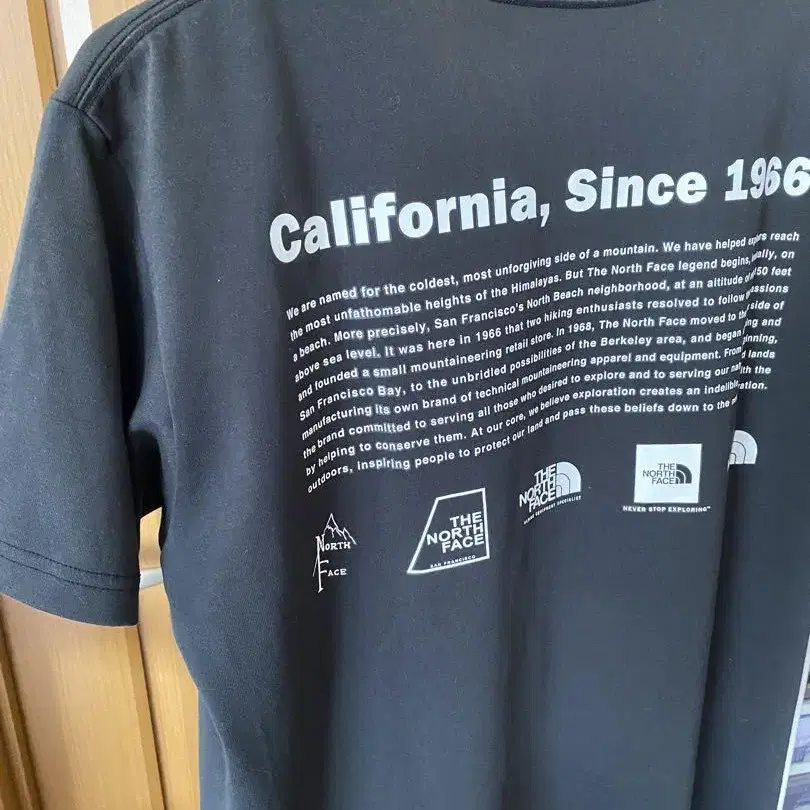 California, Since 1966
We are named for the coldest, most unforgiving side of a mountain. We have helped reach
the most unfathomable heights of the Himalayas. But The North Face legend begins, on
a beach. More precisely, San Francisco's North Beach neighborhood, at an altitude 150 feet
above sea level. It was here in 1966 that two hiking enthusiasts resolved to follow
and founded a small mountaineering retail store. In 1968, The North Face moved to side of
San Francisco Bay, to the unbridled possibilities of the Berkeley area, and began
manufacturing its own brand of technical mountaineering apparel and equipment. From
the brand committed to serving all those who desired to explore and to serving our lands
by helping to conserve them. At our core, we believe exploration creates an
outdoors, inspiring people to protect our land and pass these beliefs down to the
North
Face
THE
NORTH
FACE
SAN FRANCISCO
THE
NORTH
FACE
THE
NORTH
FACE
NEVER STOP EXPLORING™